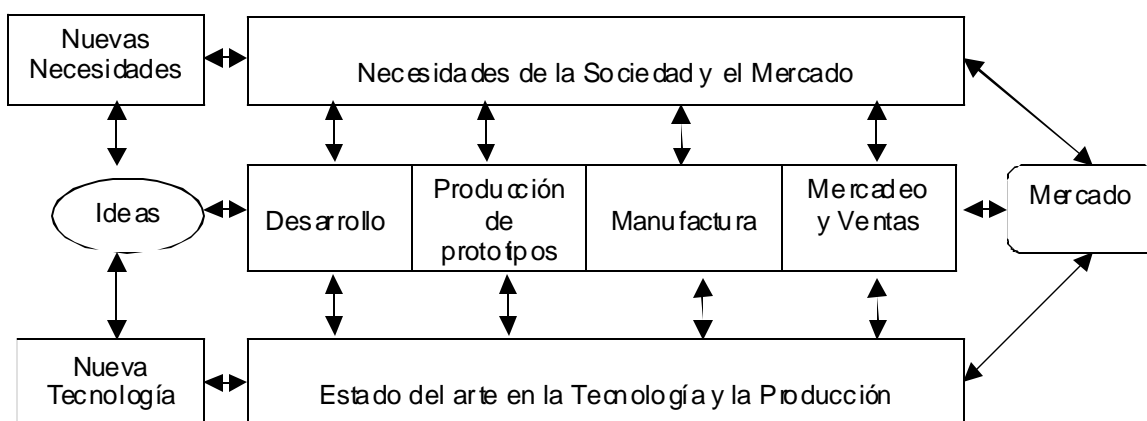 Nuevas
Necesidades
Necesidades de la Sociedad y el Mercado
Ideas
Desarrollo
Producción
de
prototipos
Manufactura
Mercadeo
y Ventas
Mercado
Nueva
Tecnología
Estado del arte en la Tecnología y la Producción